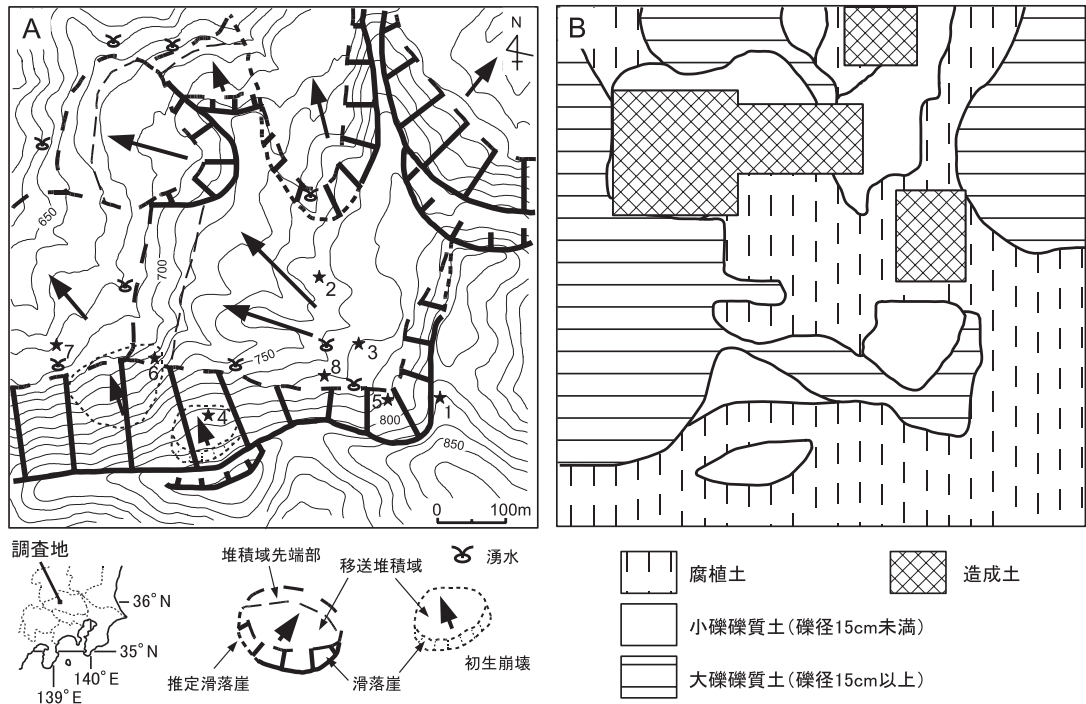 A
N
650
700
750
800
850
1
2
3
4
5
6
7
8
0 100m
B
調査地
36°N
35°N
140°E
139°E
堆積域先端部
移送堆積域
湧水
推定滑落崖
滑落崖
初生崩壊
腐植土
造成土
小礫礫質土(礫径15cm未満)
大礫礫質土(礫径15cm以上)